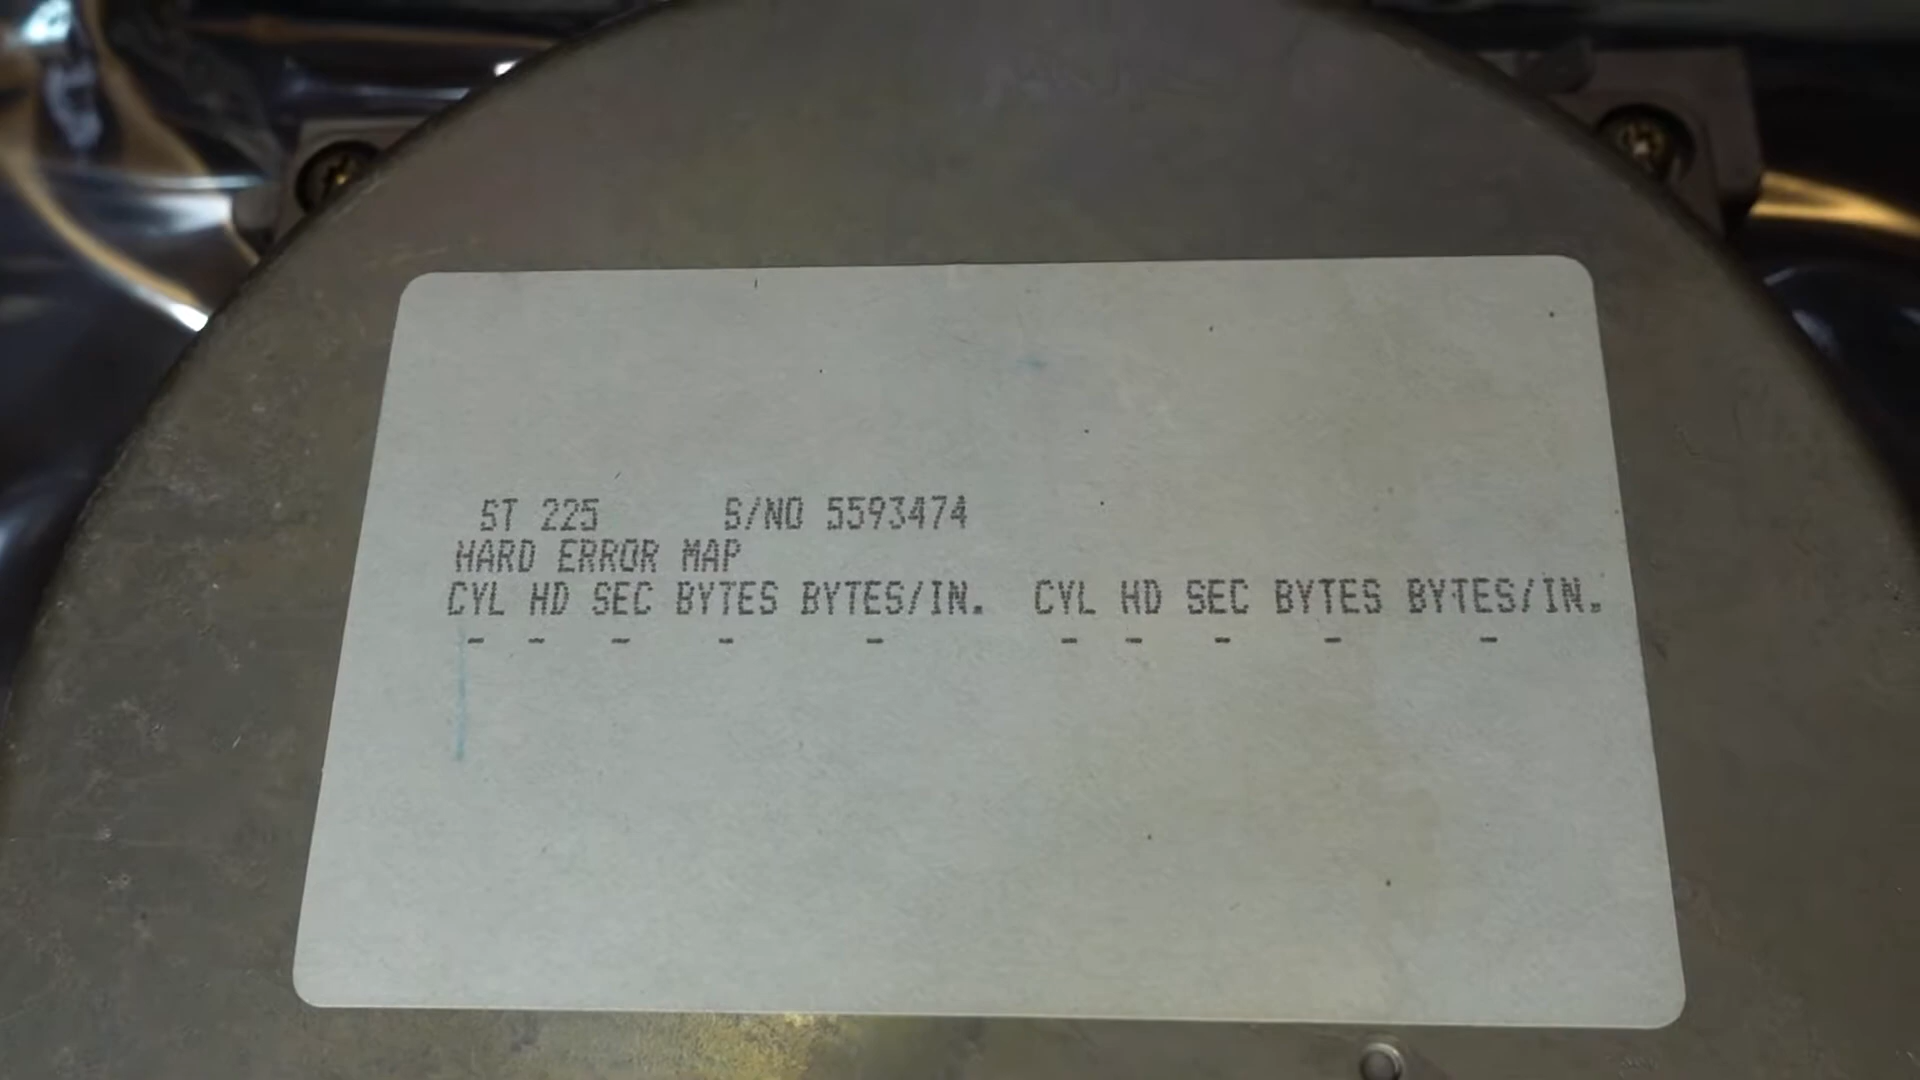 ST 225 S/NO 5593474
HARD ERROR MAP
CYL HD SEC BYTES BYTES/IN. CYL HD SEC BYTES BYTES/IN.
- - - - - - - - - -